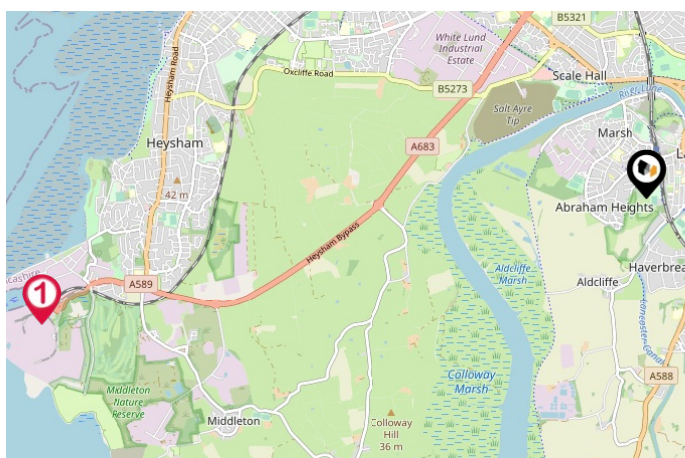 B5321
White Lund
Industrial
Estate
Oxcliffe Road
Scale Hall
Heysham Road
B5273
River Lune
Salt Ayre
Tip
Marsh
A683
Heysham
42 m
Abraham Heights
Heysham Bypass
cashire
A589
Aldcliffe
Marsh
Haverbrea
Aldcliffe
1
Lancaster Canal
Colloway
Marsh
A588
Middleton
Nature
Reserve
Middleton
Colloway
Hill
36 m